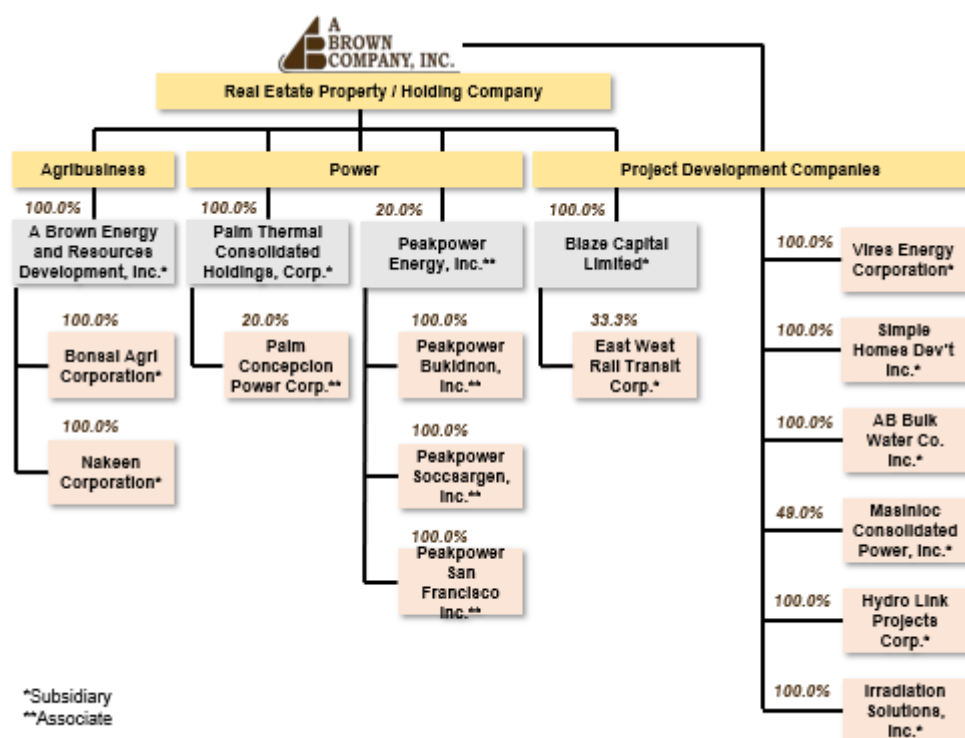 A
BROWN
COMPANY, INC.
Real Estate Property / Holding Company
Agribusiness
Power
Project Development Companies
100.0%
A Brown Energy
and Resources
Development, Inc.*
100.0%
Bonsai Agri
Corporation*
100.0%
Nakeen
Corporation*
100.0%
Palm Thermal
Consolidated
Holdings, Corp.*
20.0%
Palm
Concepcion
Power Corp.**
20.0%
Peakpower
Energy, Inc.**
100.0%
Peakpower
Bukidnon,
Inc.**
100.0%
Peakpower
Soccsargen,
Inc.**
100.0%
Peakpower
San
Francisco
Inc.**
100.0%
Blaze Capital
Limited*
33.3%
East West
Rail Transit
Corp.*
100.0%
Vires Energy
Corporation*
100.0%
Simple
Homes Dev't
Inc.*
100.0%
AB Bulk
Water Co.
Inc.*
49.0%
Masinloc
Consolidated
Power, Inc.*
100.0%
Hydro Link
Projects
Corp.*
100.0%
Irradiation
Solutions,
Inc.*
*Subsidiary
**Associate